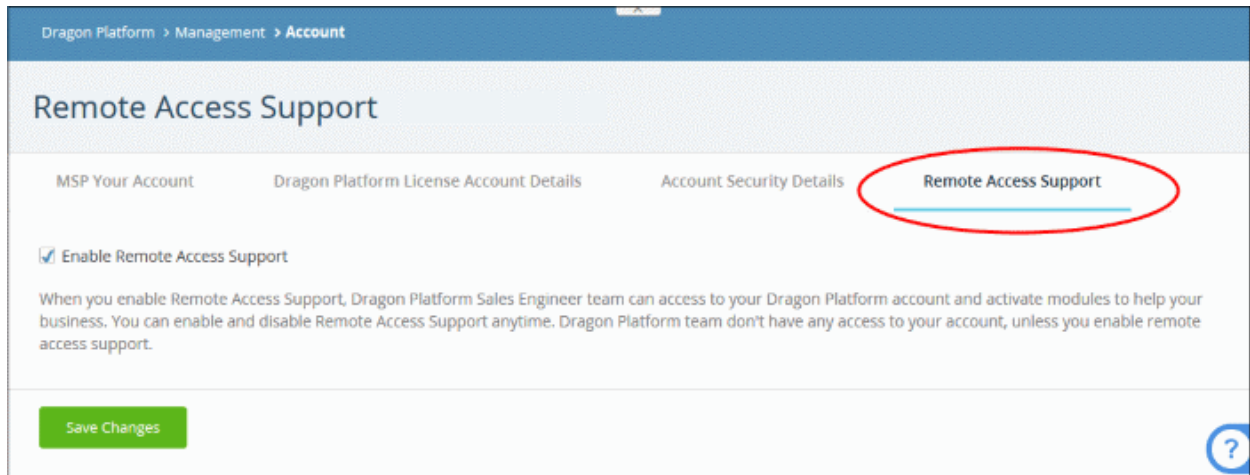 Dragon Platform > Management > Account
Remote Access Support
MSP Your Account Dragon Platform License Account Details Account Security Details Remote Access Support
Enable Remote Access Support
When you enable Remote Access Support, Dragon Platform Sales Engineer team can access to your Dragon Platform account and activate modules to help your
business. You can enable and disable Remote Access Support anytime. Dragon Platform team don't have any access to your account, unless you enable remote
access support.
Save Changes
?